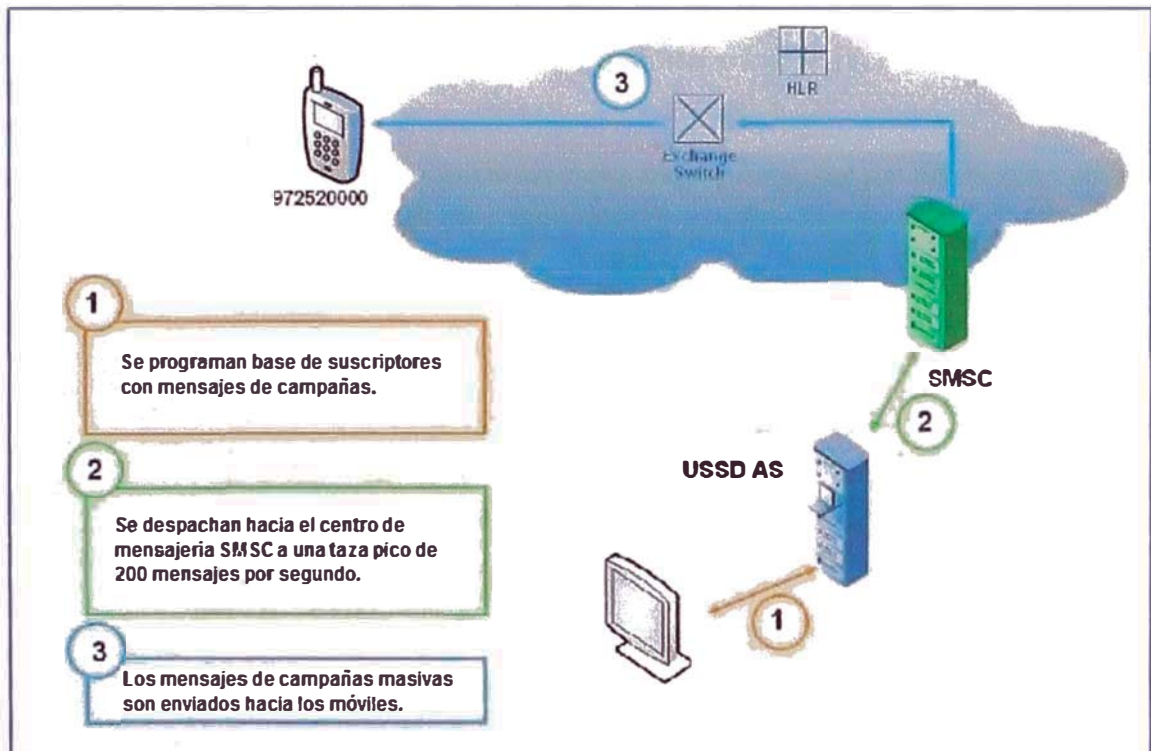 3
HLR
Exchange
Switch
972520000
SMSC
2
USSD AS
1
1
Se programan base de suscriptores
con mensajes de campañas.
2
Se despachan hacia el centro de
mensajeria SMSC a una taza pico de
200 mensajes por segundo.
3
Los mensajes de campañas masivas
son enviados hacia los móviles.